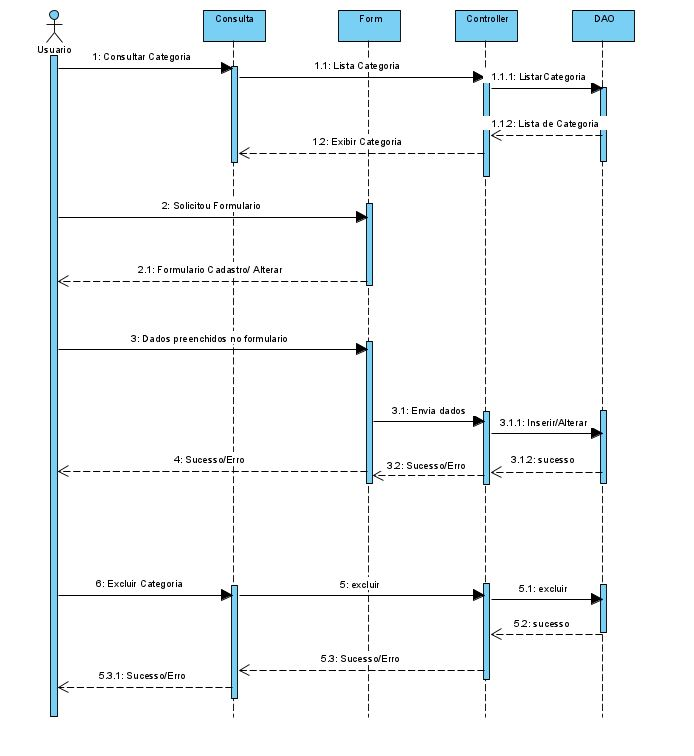 Consulta
Form
Controller
DAO
Usuario
1: Consultar Categoria
1.1: Lista Categoria
1.1.1: ListarCategoria
1.1.2: Lista de Categoria
1.2: Exibir Categoria
2: Solicitou Formulario
2.1: Formulario Cadastro/ Alterar
3: Dados preenchidos no formulario
3.1: Envia dados
3.1.1: Inserir/Alterar
4: Sucesso/Erro
3.2: Sucesso/Erro
3.1.2: sucesso
6: Excluir Categoria
5: excluir
5.1: excluir
5.2: sucesso
5.3: Sucesso/Erro
5.3.1: Sucesso/Erro